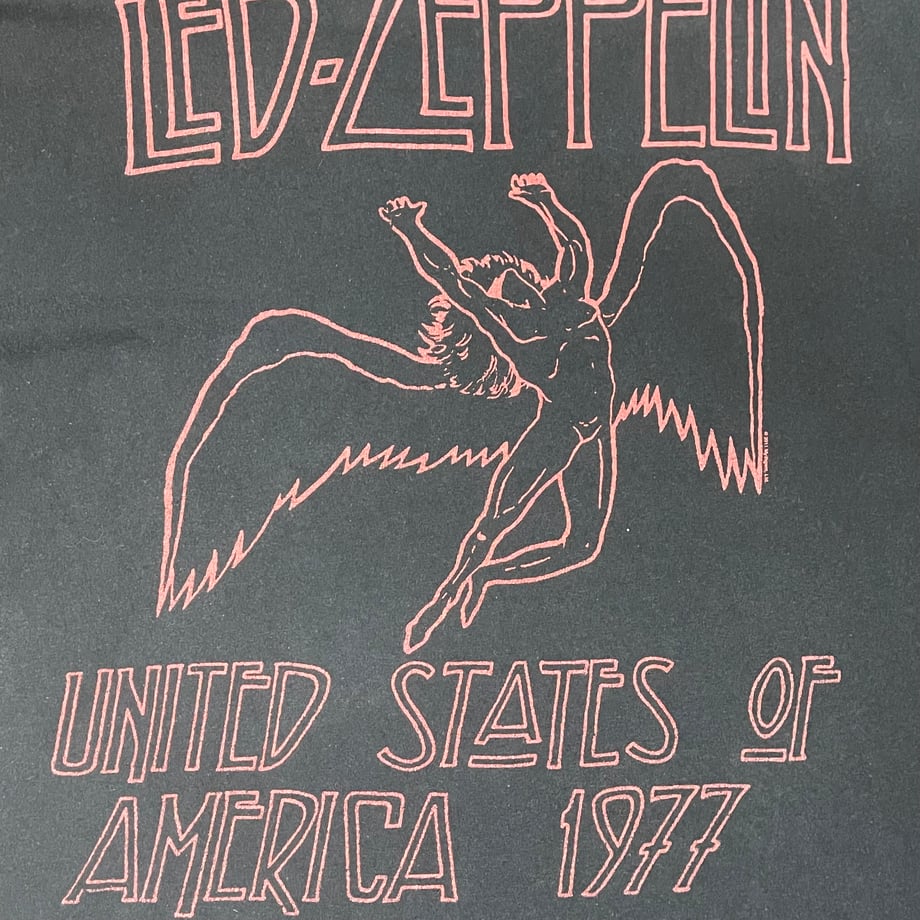 LED-ZEPPELIN
UNITED STATES OF
AMERICA 1977